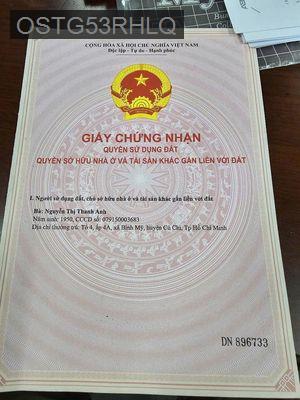 OSTG53RHLQ
CỘNG HÒA XÃ HỘI CHỦ NGHĨA VIỆT NAM
Độc lập - Tự do - Hạnh phúc
GIẤY CHỨNG NHẬN
QUYỀN SỬ DỤNG ĐẤT
QUYỀN SỞ HỮU NHÀ Ở VÀ TÀI SẢN KHÁC GẮN LIỀN VỚI ĐẤT
I. Người sử dụng đất, chủ sở hữu nhà ở và tài sản khác gắn liền với đất
Bà: Nguyễn Thị Thanh Anh
Năm sinh: 1950, CCCD số: 079150003683
Địa chỉ thường trú: Tổ 4, ấp 4A, xã Bình Mỹ, huyện Củ Chi, Tp Hồ Chí Minh
DN 896733